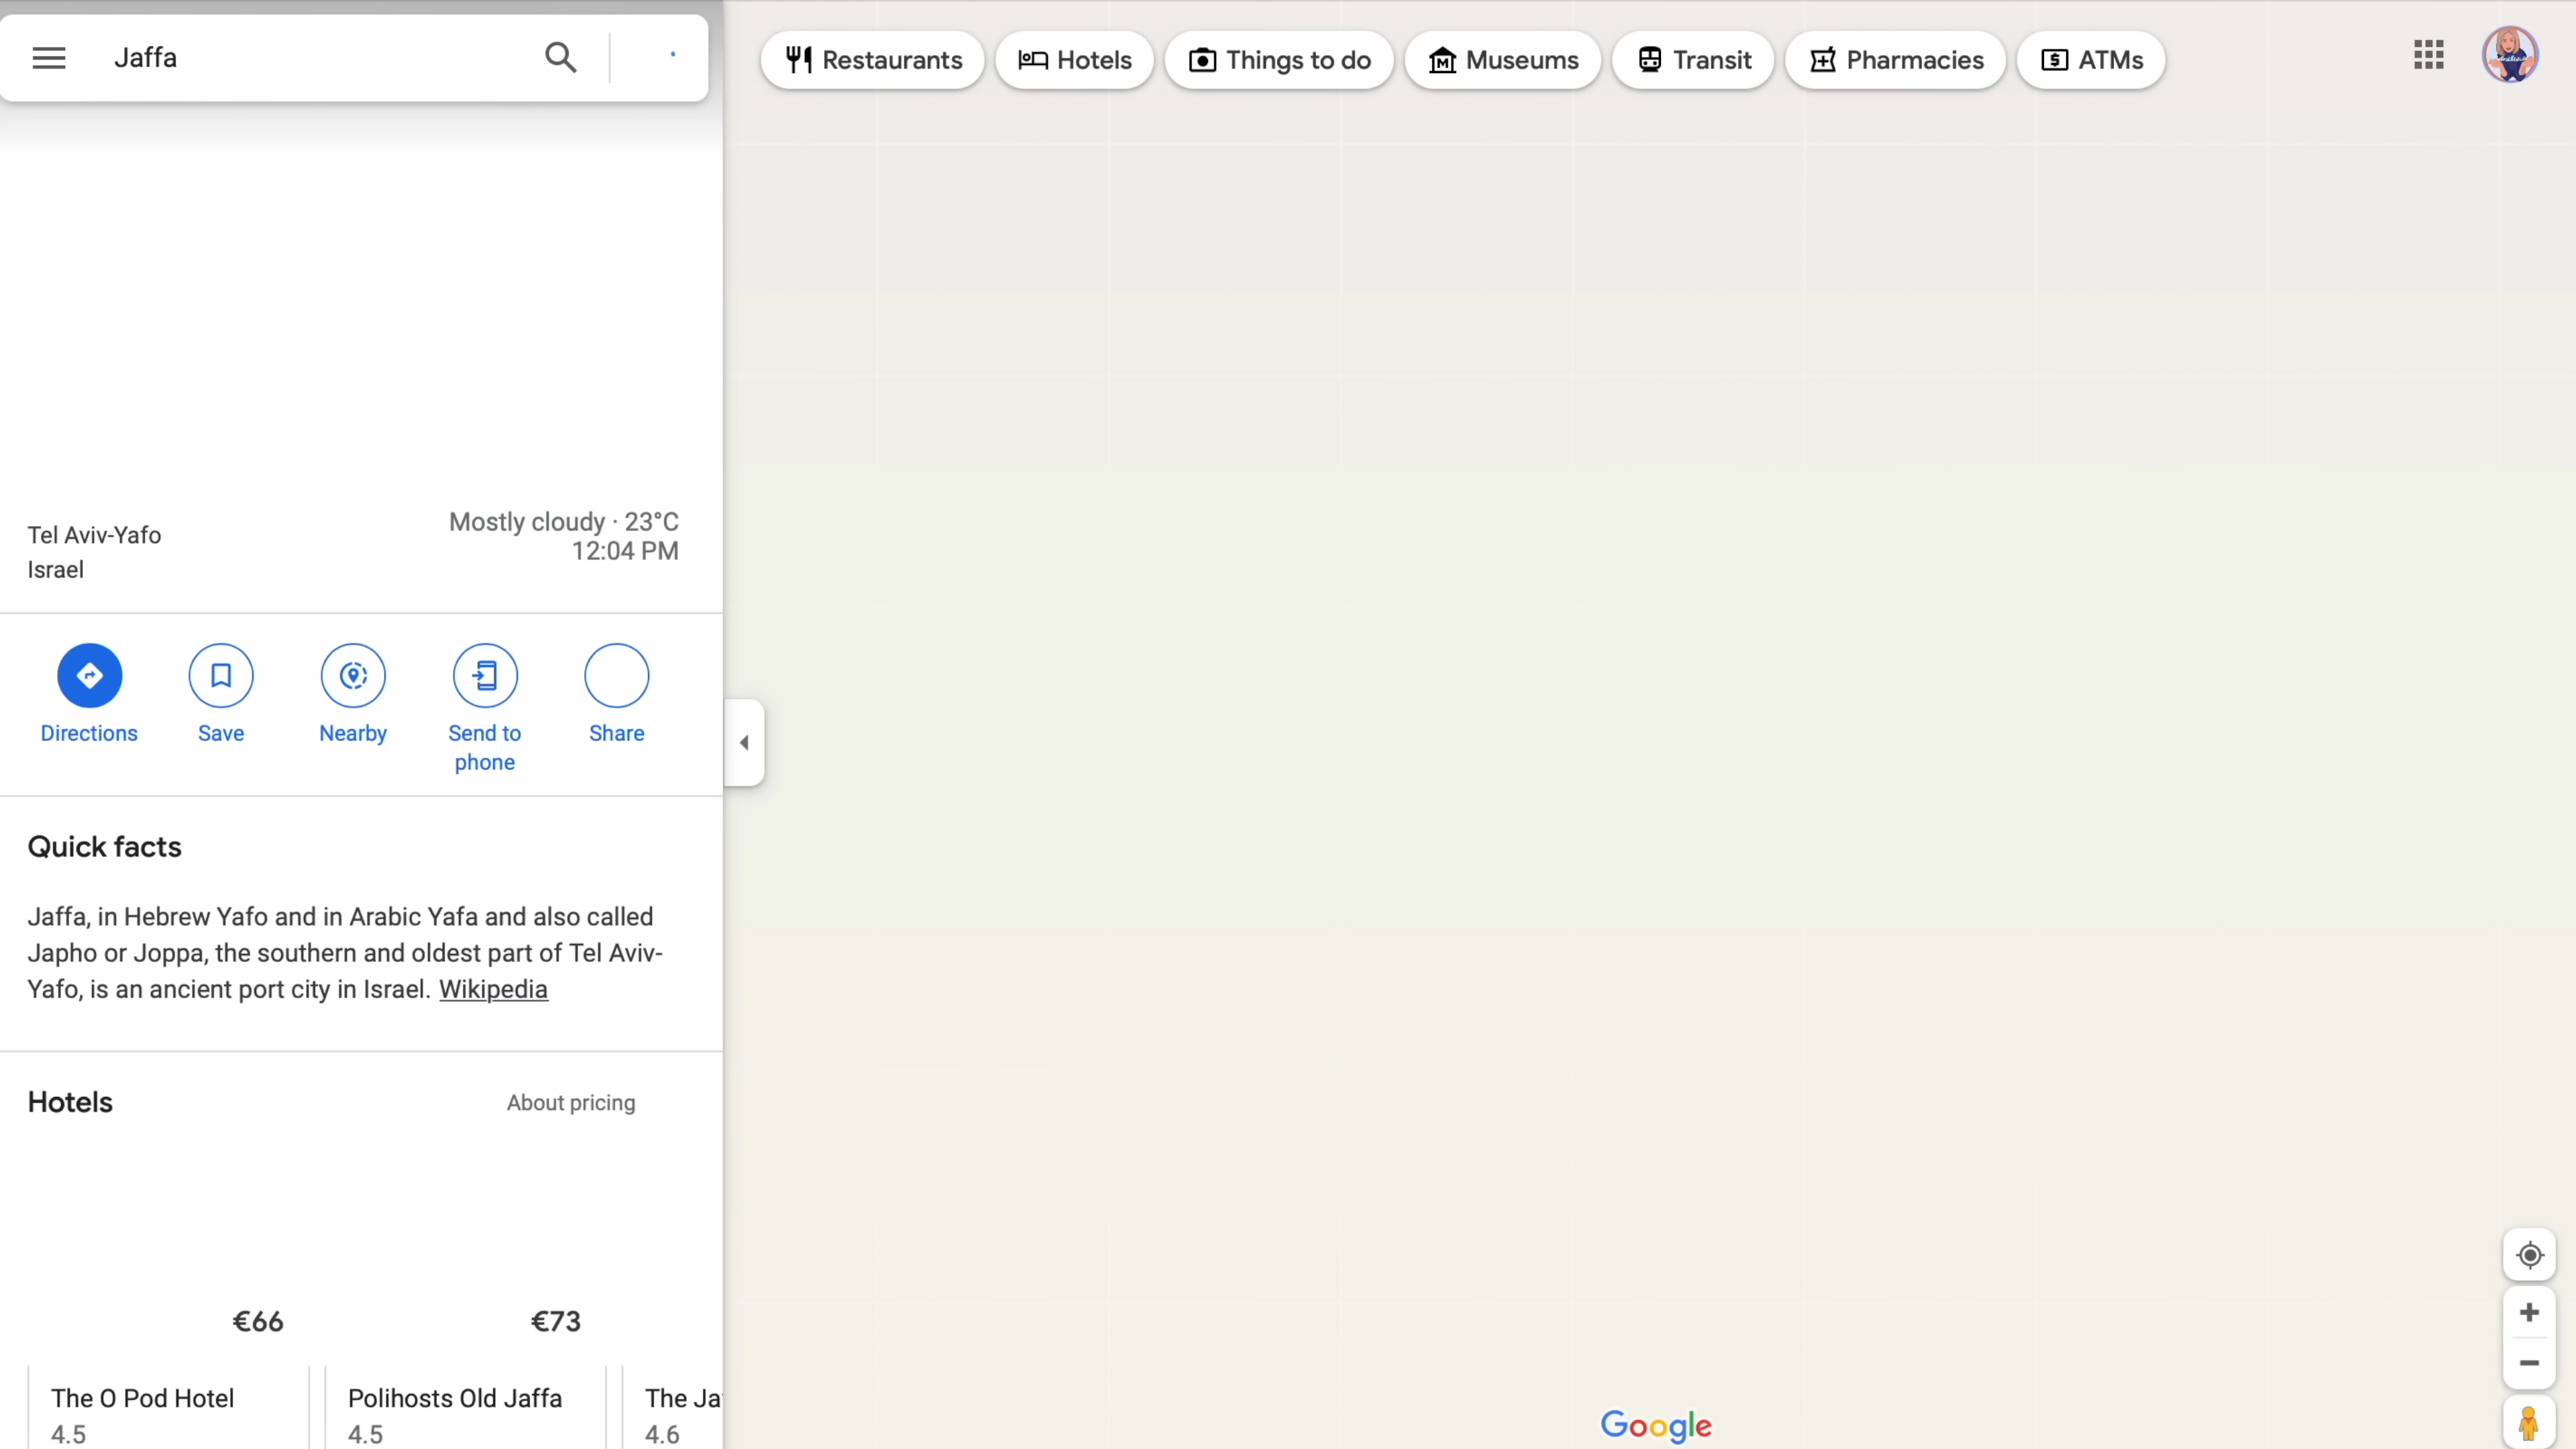 Jaffa
Restaurants
Hotels
Things to do
Museums
Transit
Pharmacies
ATMs
Tel Aviv-Yafo
Israel
Mostly cloudy · 23°C
12:04 PM
Directions
Save
Nearby
Send to
phone
Share
Quick facts
Jaffa, in Hebrew Yafo and in Arabic Yafa and also called
Japho or Joppa, the southern and oldest part of Tel Aviv-
Yafo, is an ancient port city in Israel. Wikipedia
Hotels
About pricing
€66
€73
The O Pod Hotel
4.5
Polihosts Old Jaffa
4.5
The Ja
4.6
Google